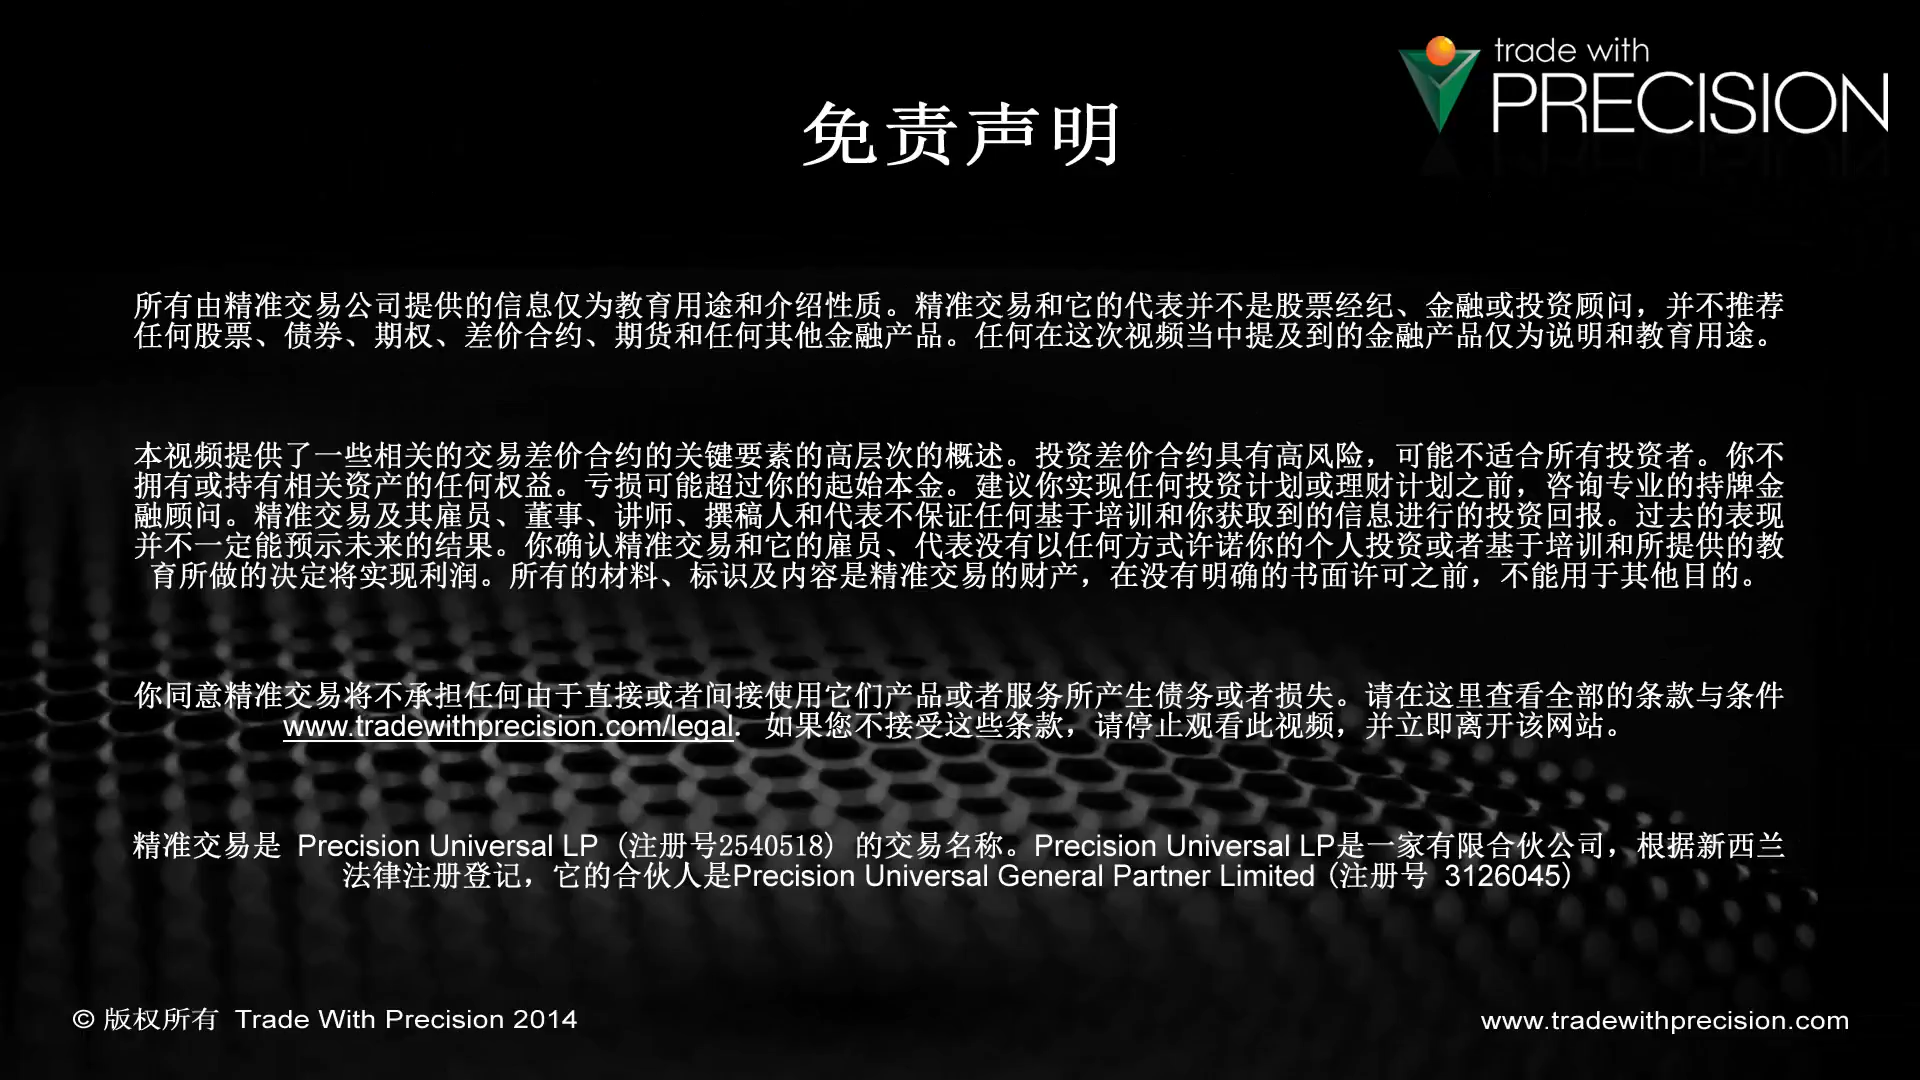 trade with
PRECISION
免责声明
所有由精准交易公司提供的信息仅为教育用途和介绍性质。精准交易和它的代表并不是股票经纪、金融或投资顾问，并不推荐
任何股票、债券、期权、差价合约、期货和任何其他金融产品。任何在这次视频当中提及到的金融产品仅为说明和教育用途。
本视频提供了一些相关的交易差价合约的关键要素的高层次的概述。投资差价合约具有高风险，可能不适合所有投资者。你不
拥有或持有相关资产的任何权益。亏损可能超过你的起始本金。建议你实现任何投资计划或理财计划之前，咨询专业的持牌金
融顾问。精准交易及其雇员、董事、讲师、撰稿人和代表不保证任何基于培训和你获取到的信息进行的投资回报。过去的表现
并不一定能预示未来的结果。你确认精准交易和它的雇员、代表没有以任何方式许诺你的个人投资或者基于培训和所提供的教
育所做的决定将实现利润。所有的材料、标识及内容是精准交易的财产，在没有明确的书面许可之前，不能用于其他目的。
你同意精准交易将不承担任何由于直接或者间接使用它们产品或者服务所产生债务或者损失。请在这里查看全部的条款与条件
www.tradewithprecision.com/legal. 如果您不接受这些条款，请停止观看此视频，并立即离开该网站。
精准交易是 Precision Universal LP (注册号2540518) 的交易名称。Precision Universal LP是一家有限合伙公司，根据新西兰
法律注册登记，它的合伙人是Precision Universal General Partner Limited (注册号 3126045)
© 版权所有 Trade With Precision 2014
www.tradewithprecision.com